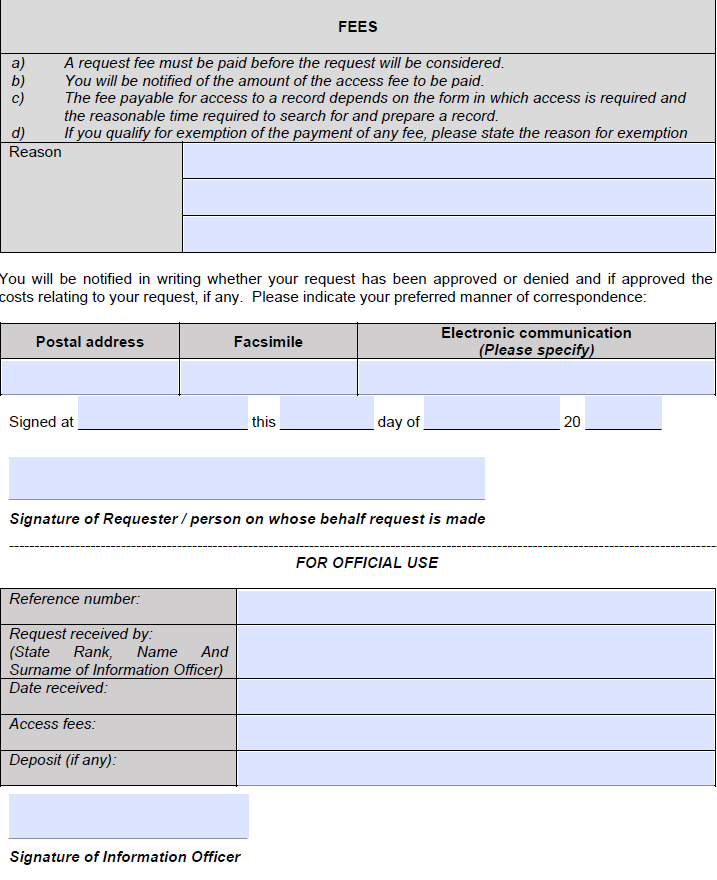 FEES
a) A request fee must be paid before the request will be considered.
b) You will be notified of the amount of the access fee to be paid.
c) The fee payable for access to a record depends on the form in which access is required and
the reasonable time required to search for and prepare a record.
d) If you qualify for exemption of the payment of any fee, please state the reason for exemption
Reason
You will be notified in writing whether your request has been approved or denied and if approved the
costs relating to your request, if any. Please indicate your preferred manner of correspondence:
Postal address
Facsimile
Electronic communication
(Please specify)
Signed at this day of 20
Signature of Requester / person on whose behalf request is made
FOR OFFICIAL USE
Reference number:
Request received by:
(State Rank, Name And
Surname of Information Officer)
Date received:
Access fees:
Deposit (if any):
Signature of Information Officer